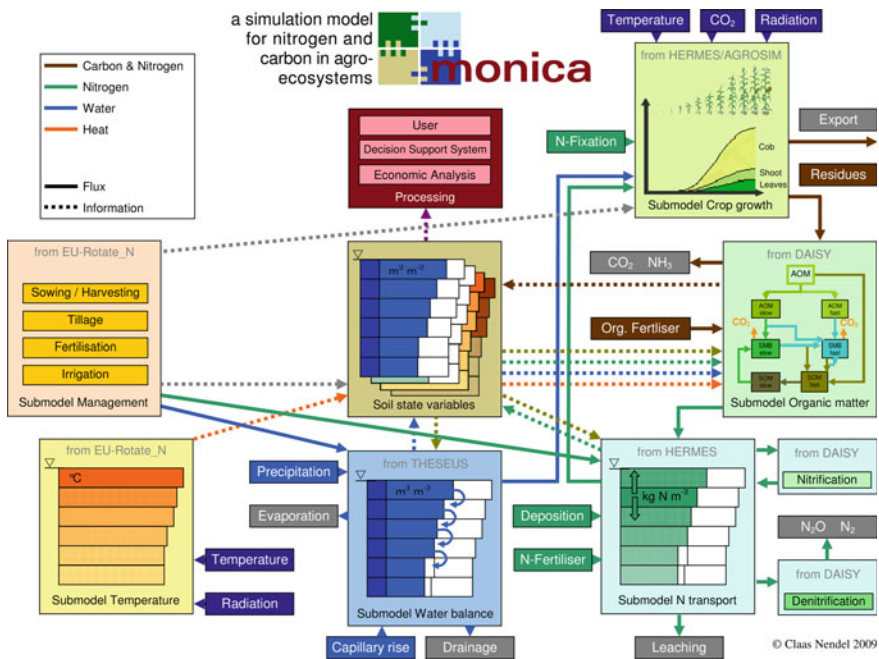 a simulation model
for nitrogen and
carbon in agro-
ecosystems
monica
Temperature
CO₂
Radiation
Carbon & Nitrogen
Nitrogen
Water
Heat
Flux
Information
from HERMES/AGROSIM
Cob
Shoot
Leaves
Submodel Crop growth
N-Fixation
Export
Residues
User
Decision Support System
Economic Analysis
Processing
from EU-Rotate_N
Sowing / Harvesting
Tillage
Fertilisation
Irrigation
Submodel Management
m³ m⁻³
Soil state variables
CO₂ NH₃
Org. Fertliser
from DAISY
AOM
AOM
slow
AOM
fast
CO₂
CO₂
SMB
slow
SMB
fast
SOM
slow
SOM
fast
Submodel Organic matter
from EU-Rotate_N
°C
Submodel Temperature
Precipitation
Evaporation
Temperature
Radiation
from THESEUS
m³ m⁻³
Submodel Water balance
Capillary rise
Drainage
Deposition
N-Fertiliser
from HERMES
kg N m⁻³
Submodel N transport
Leaching
from DAISY
Nitrification
N₂O N₂
from DAISY
Denitrification
© Claas Nendel 2009